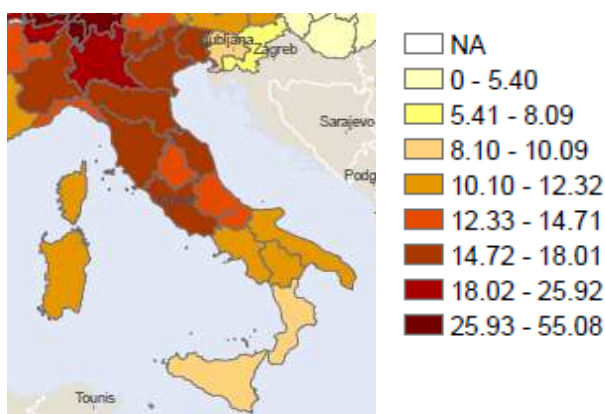 Ljubljana
Zagreb
Sarajevo
Podg
Tounis
NA
0 - 5.40
5.41 - 8.09
8.10 - 10.09
10.10 - 12.32
12.33 - 14.71
14.72 - 18.01
18.02 - 25.92
25.93 - 55.08